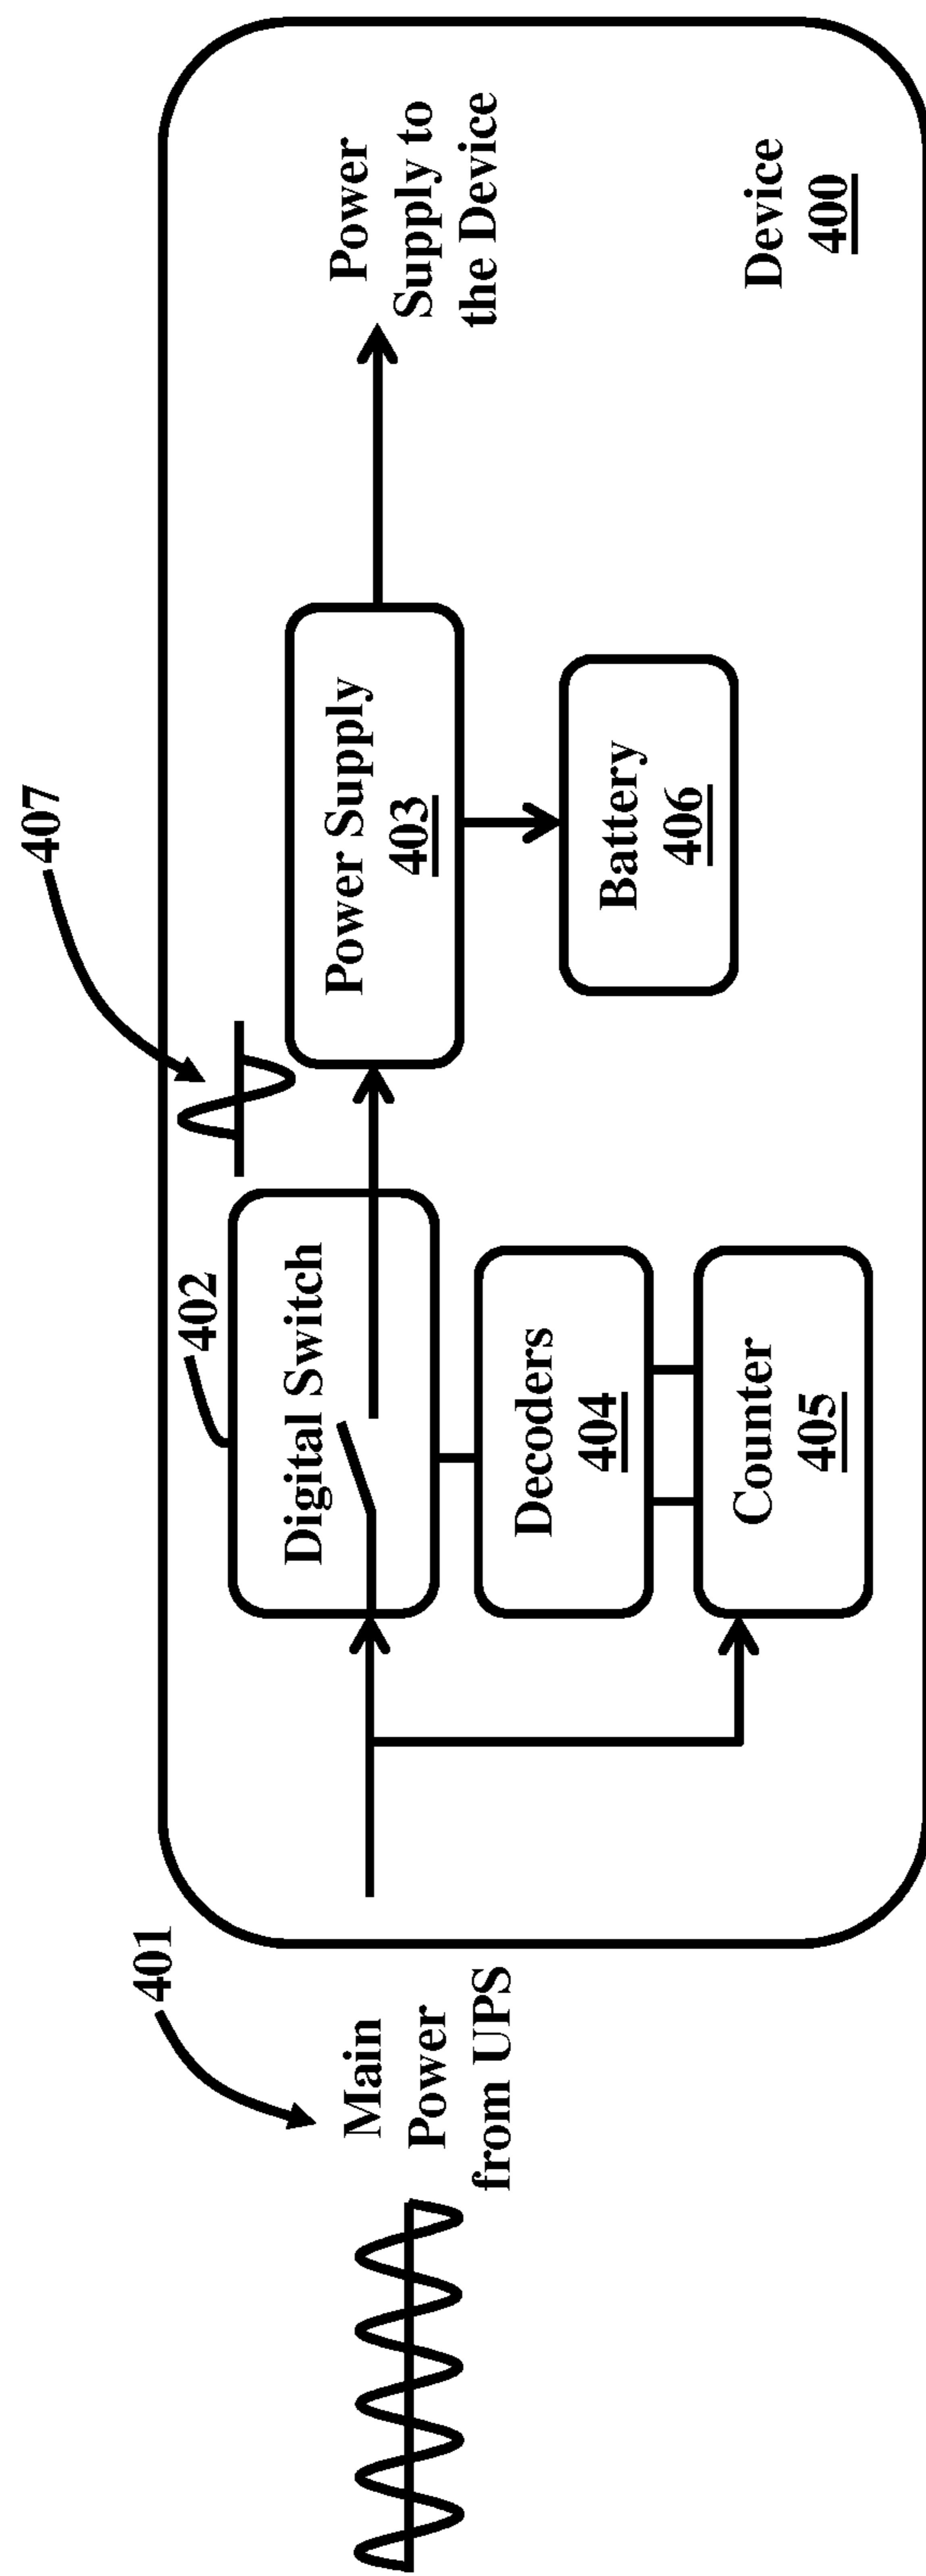 407
401
402
Main
Power
from UPS
Digital Switch
Decoders
404
Counter
405
Power Supply
403
Battery
406
Power
Supply to
the Device
Device
400